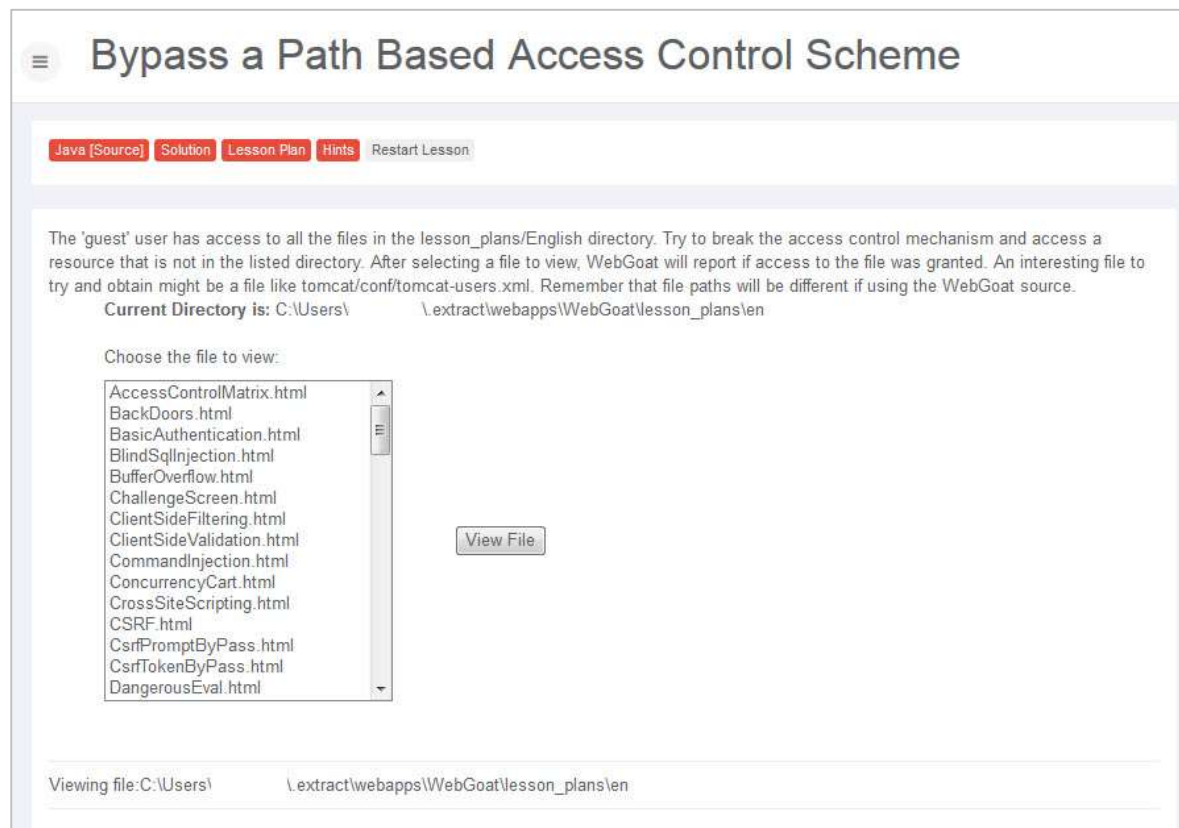 Bypass a Path Based Access Control Scheme
Java [Source] Solution Lesson Plan Hints Restart Lesson
The 'guest' user has access to all the files in the lesson_plans/English directory. Try to break the access control mechanism and access a
resource that is not in the listed directory. After selecting a file to view, WebGoat will report if access to the file was granted. An interesting file to
try and obtain might be a file like tomcat/conf/tomcat-users.xml. Remember that file paths will be different if using the WebGoat source.
Current Directory is: C:\Users\ \.extract\webapps\WebGoat\lesson_plans\en
Choose the file to view:
AccessControlMatrix.html
BackDoors.html
BasicAuthentication.html
BlindSqlInjection.html
BufferOverflow.html
ChallengeScreen.html
ClientSideFiltering.html
ClientSideValidation.html
CommandInjection.html
ConcurrencyCart.html
CrossSiteScripting.html
CSRF.html
CsrfPromptByPass.html
CsrfTokenByPass.html
DangerousEval.html
View File
Viewing file:C:\Users\ \.extract\webapps\WebGoat\lesson_plans\en